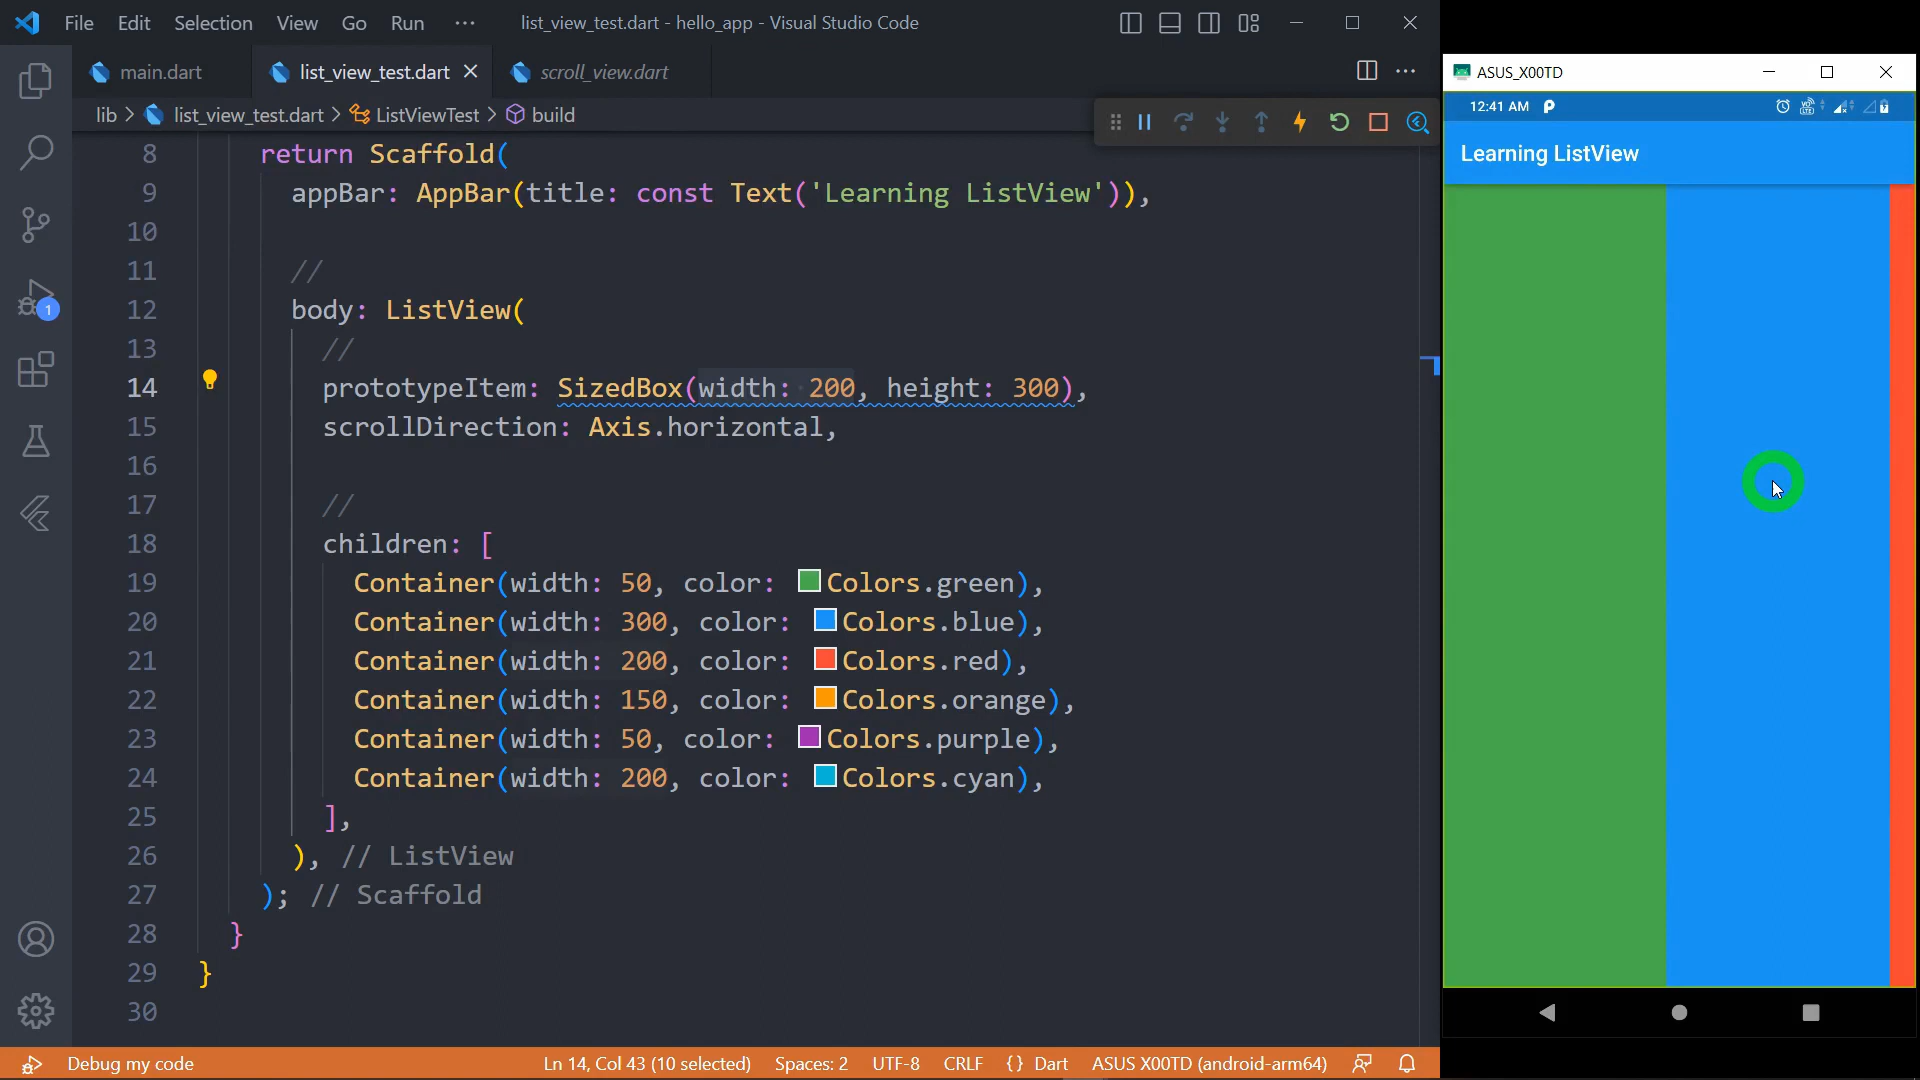 File Edit Selection View Go Run ··· list_view_test.dart - hello_app - Visual Studio Code
main.dart list_view_test.dart scroll_view.dart
lib > list_view_test.dart > ListViewTest > build
8 return Scaffold(
9 appBar: AppBar(title: const Text('Learning ListView')),
10
11 //
12 body: ListView(
13 //
14 prototypeItem: SizedBox(width: 200, height: 300),
15 scrollDirection: Axis.horizontal,
16
17 //
18 children: [
19 Container(width: 50, color: Colors.green),
20 Container(width: 300, color: Colors.blue),
21 Container(width: 200, color: Colors.red),
22 Container(width: 150, color: Colors.orange),
23 Container(width: 50, color: Colors.purple),
24 Container(width: 200, color: Colors.cyan),
25 ],
26 ), // ListView
27 ); // Scaffold
28 }
29 }
30
1
Debug my code Ln 14, Col 43 (10 selected) Spaces: 2 UTF-8 CRLF {} Dart ASUS X00TD (android-arm64)
ASUS_X00TD
12:41 AM
Learning ListView